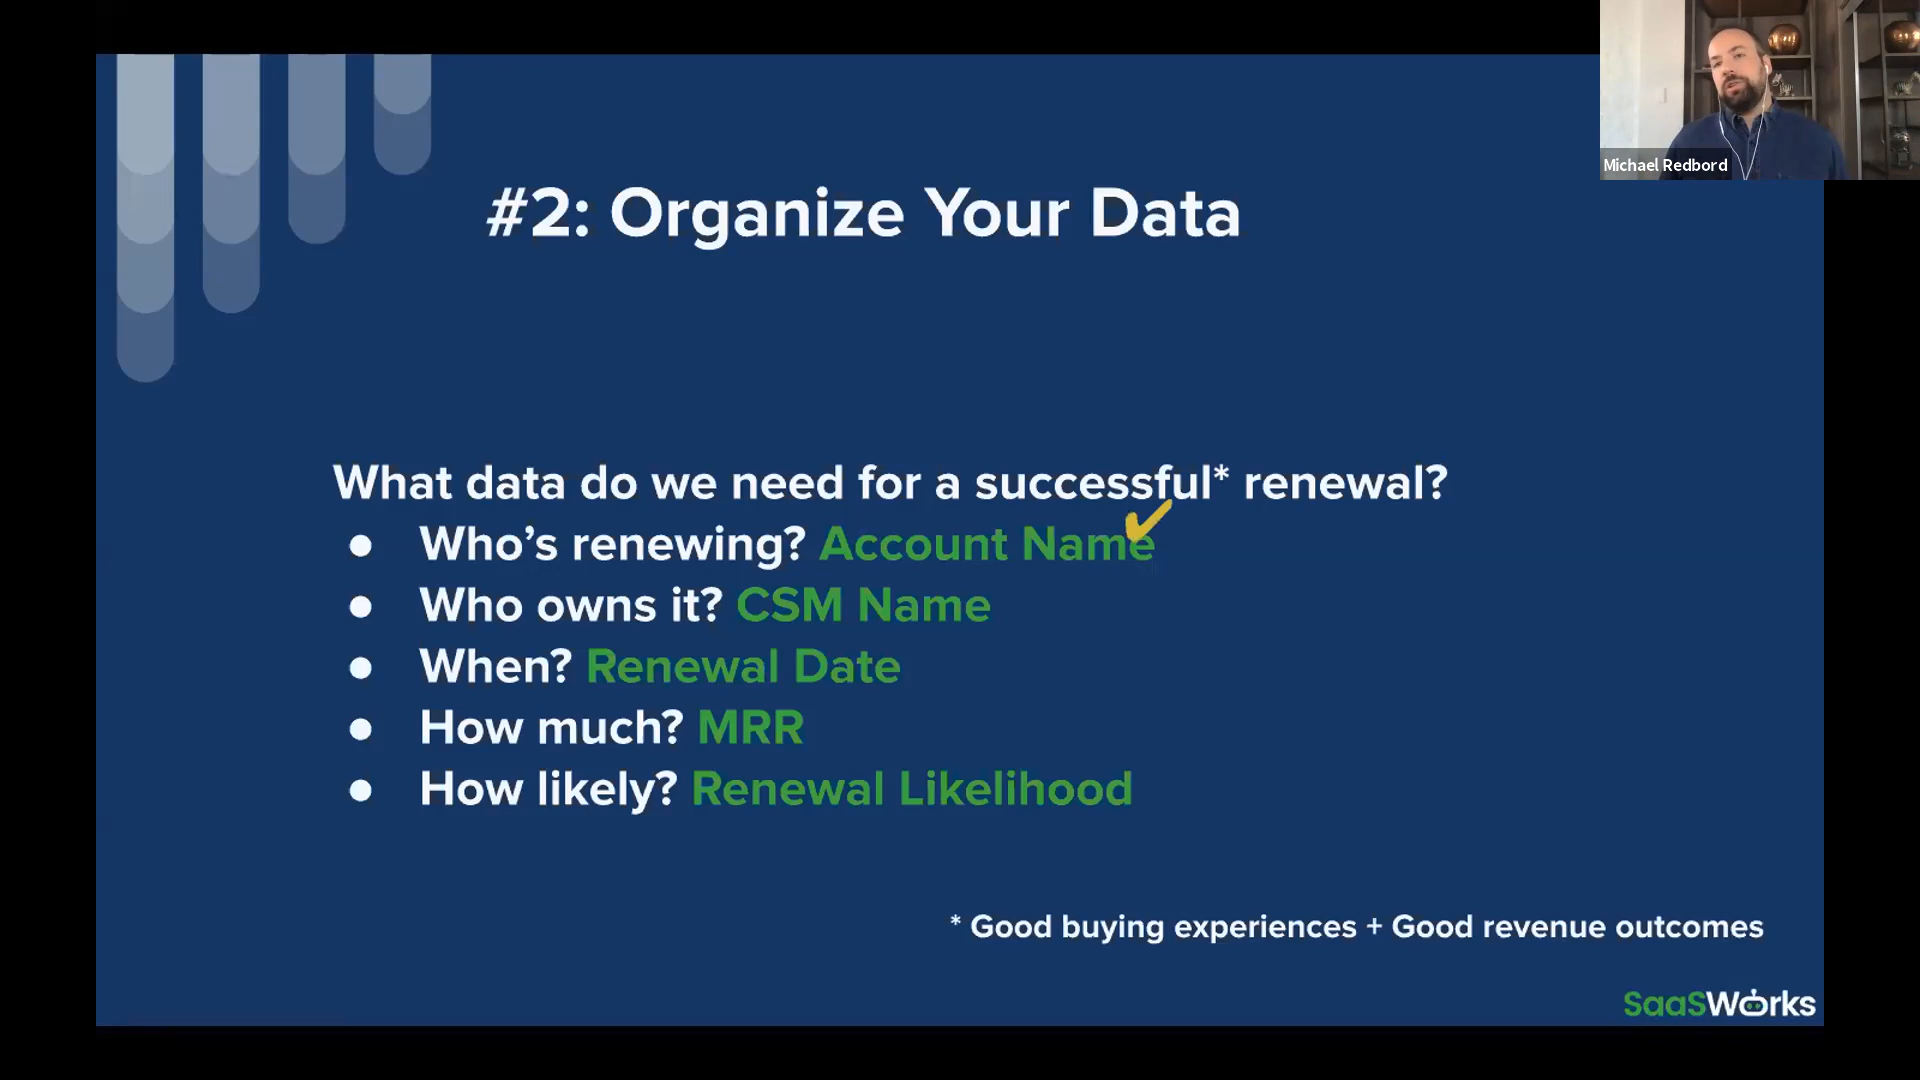 Michael Redbord
#2: Organize Your Data
What data do we need for a successful* renewal?
● Who’s renewing? Account Name
● Who owns it? CSM Name
● When? Renewal Date
● How much? MRR
● How likely? Renewal Likelihood
* Good buying experiences + Good revenue outcomes
SaaSWorks